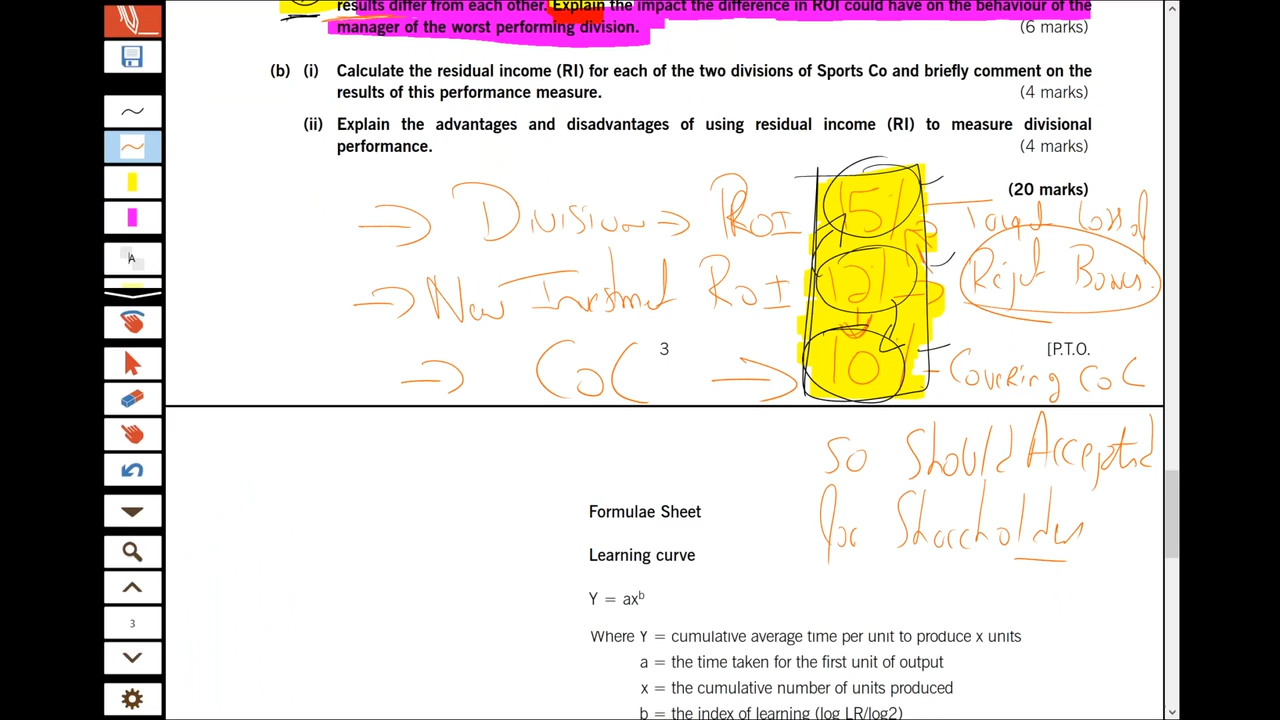 results differ from each other. Explain the impact the difference in ROI could have on the behaviour of the
manager of the worst performing division. (6 marks)
(b) (i) Calculate the residual income (RI) for each of the two divisions of Sports Co and briefly comment on the
results of this performance measure. (4 marks)
(ii) Explain the advantages and disadvantages of using residual income (RI) to measure divisional
performance. (4 marks)
(20 marks)
→ Division → ROI 15% Target Loss of
→ New Investment ROI 12% Reject Bonus.
3 [P.T.O.
→ CoC → 10% Covering CoC
So Should Accepted
for Shareholder
Formulae Sheet
Learning curve
Y = axᵇ
Where Y = cumulative average time per unit to produce x units
a = the time taken for the first unit of output
x = the cumulative number of units produced
b = the index of learning (log LR/log2)
A
3